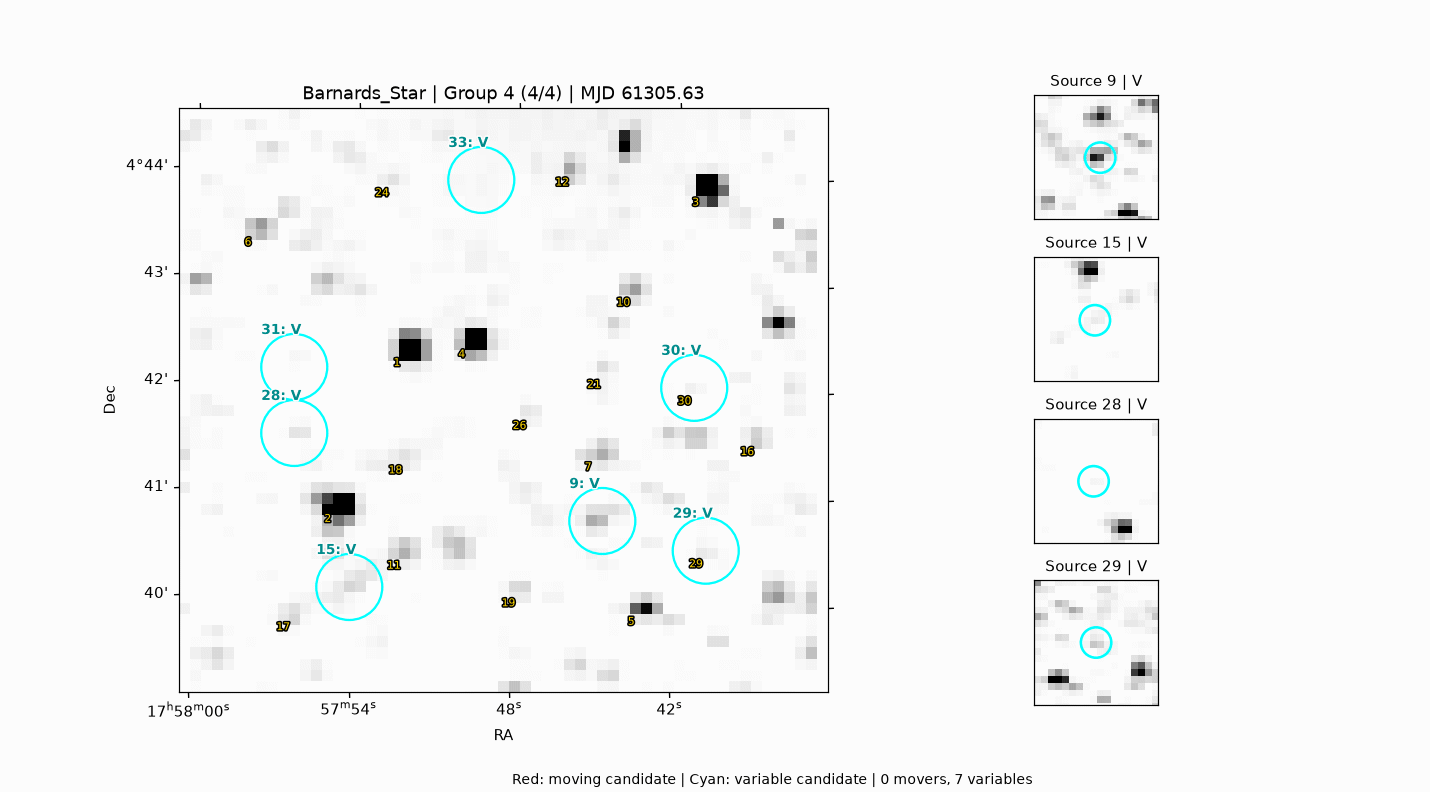 Barnards_Star | Group 4 (4/4) | MJD 61305.63
Source 9 | V
33: V
4°44'
12
24
3
6
Source 15 | V
43'
10
31: V
1
4
30: V
42'
21
28: V
30
Source 28 | V
26
16
18
7
41'
9: V
2
29: V
15: V
11
29
Source 29 | V
40'
19
5
17
Dec
17ʰ58ᵐ00ˢ
57ᵐ54ˢ
48ˢ
42ˢ
RA
Red: moving candidate | Cyan: variable candidate | 0 movers, 7 variables